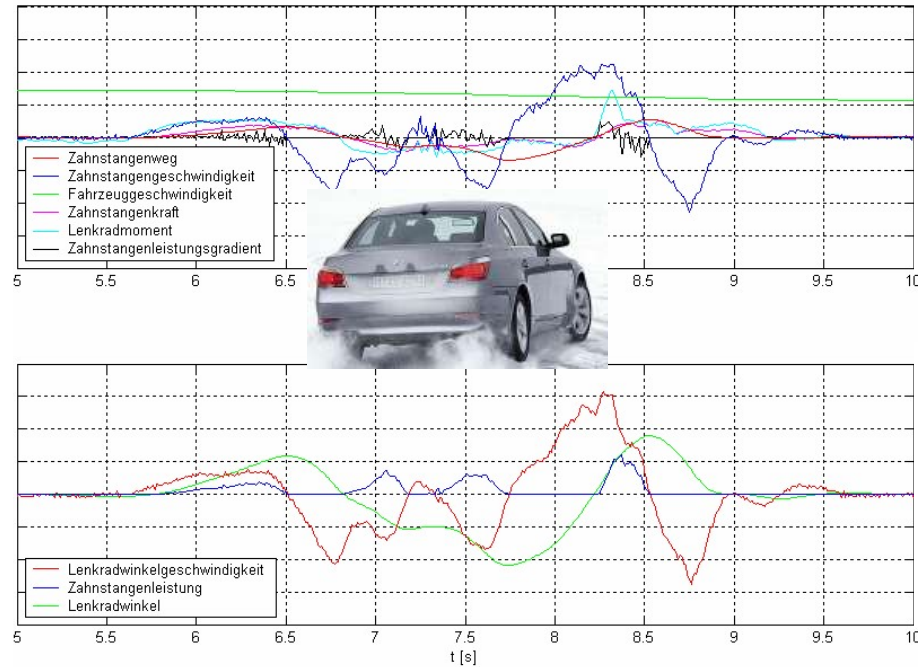 Zahnstangenweg
Zahnstangengeschwindigkeit
Fahrzeuggeschwindigkeit
Zahnstangenkraft
Lenkradmoment
Zahnstangenleistungsgradient
5 5.5 6 6.5 8.5 9 9.5 10
Lenkradwinkelgeschwindigkeit
Zahnstangenleistung
Lenkradwinkel
5 5.5 6 6.5 7 7.5 8 8.5 9 9.5 10
t [s]